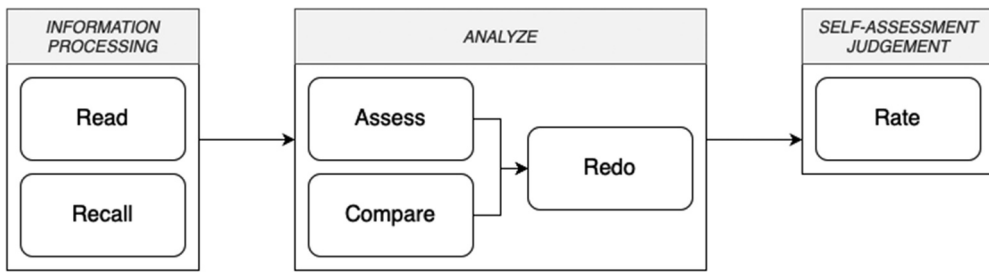 INFORMATION
PROCESSING
Read
Recall
ANALYZE
Assess
Compare
Redo
SELF-ASSESSMENT
JUDGEMENT
Rate